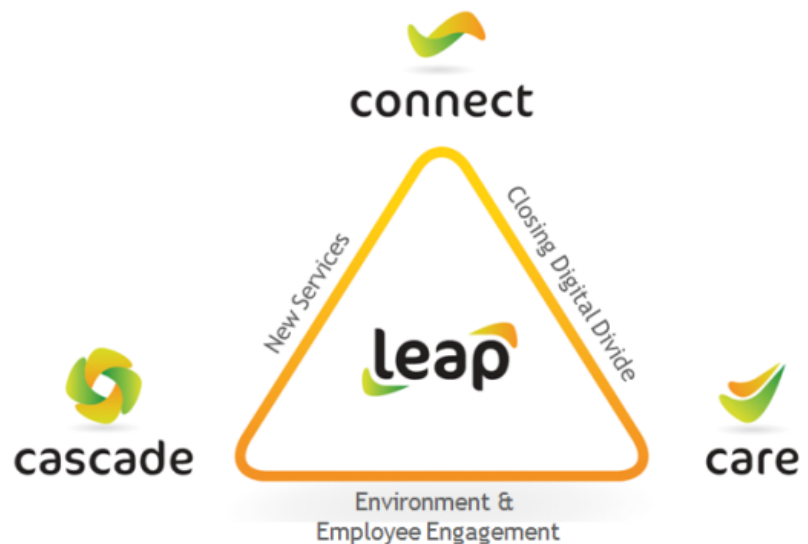 connect
New Services
Closing Digital Divide
leap
cascade
care
Environment &
Employee Engagement